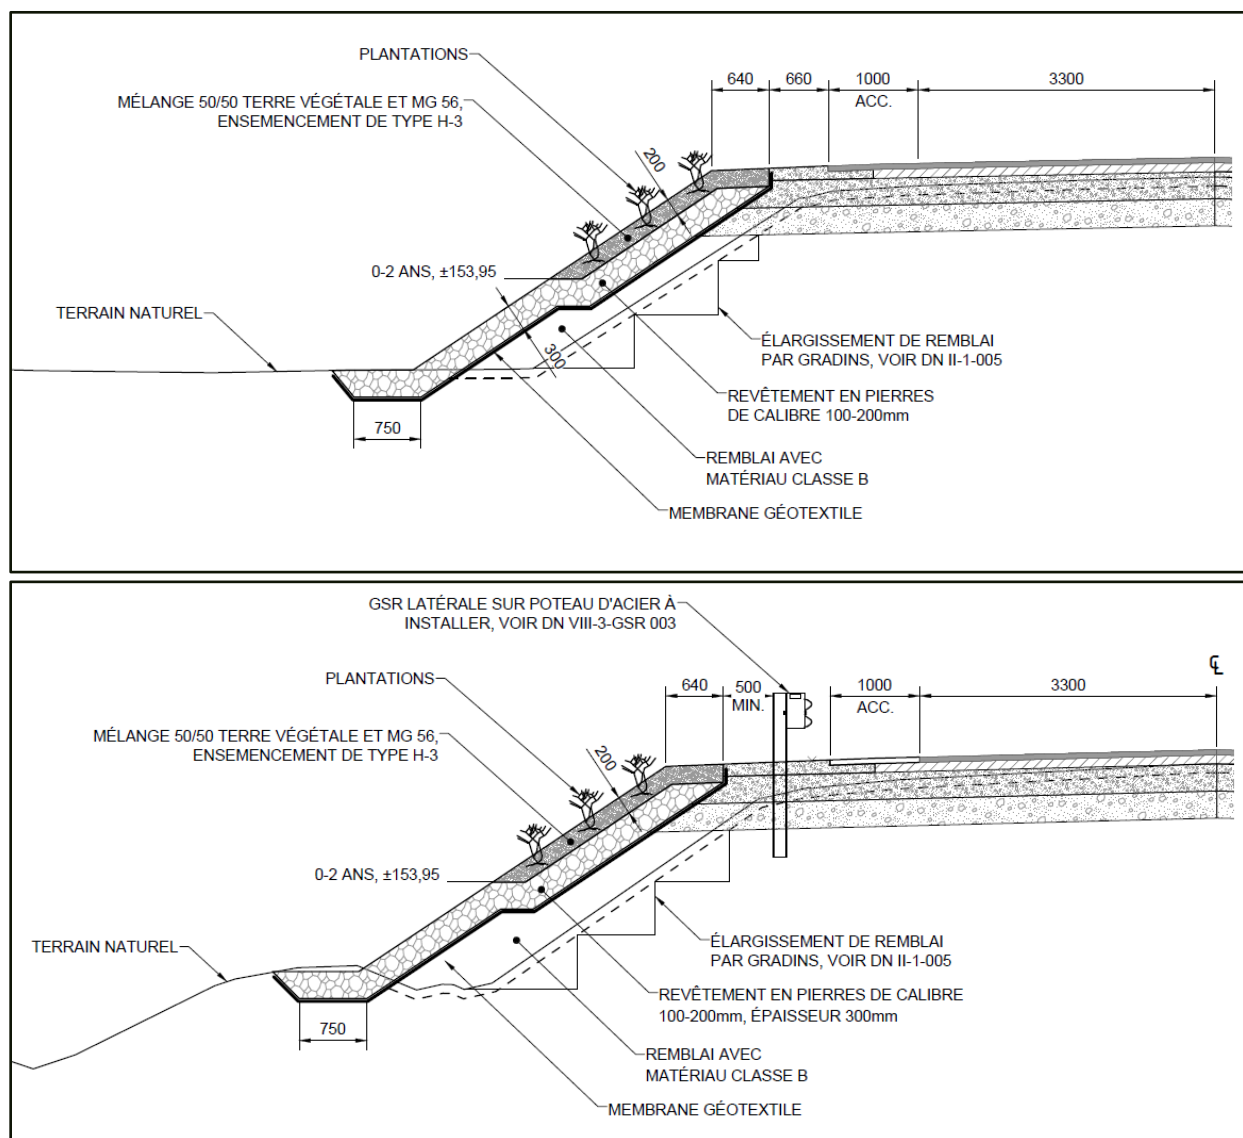 PLANTATIONS
MÉLANGE 50/50 TERRE VÉGÉTALE ET MG 56,
ENSEMENCEMENT DE TYPE H-3
640
660
1000
ACC.
3300
200
0-2 ANS, ±153,95
TERRAIN NATUREL
300
750
ÉLARGISSEMENT DE REMBLAI
PAR GRADINS, VOIR DN II-1-005
REVÊTEMENT EN PIERRES
DE CALIBRE 100-200mm
REMBLAI AVEC
MATÉRIAU CLASSE B
MEMBRANE GÉOTEXTILE
GSR LATÉRALE SUR POTEAU D'ACIER À
INSTALLER, VOIR DN VIII-3-GSR 003
PLANTATIONS
MÉLANGE 50/50 TERRE VÉGÉTALE ET MG 56,
ENSEMENCEMENT DE TYPE H-3
640
500
MIN.
1000
ACC.
3300
℄
200
0-2 ANS, ±153,95
TERRAIN NATUREL
750
ÉLARGISSEMENT DE REMBLAI
PAR GRADINS, VOIR DN II-1-005
REVÊTEMENT EN PIERRES DE CALIBRE
100-200mm, ÉPAISSEUR 300mm
REMBLAI AVEC
MATÉRIAU CLASSE B
MEMBRANE GÉOTEXTILE